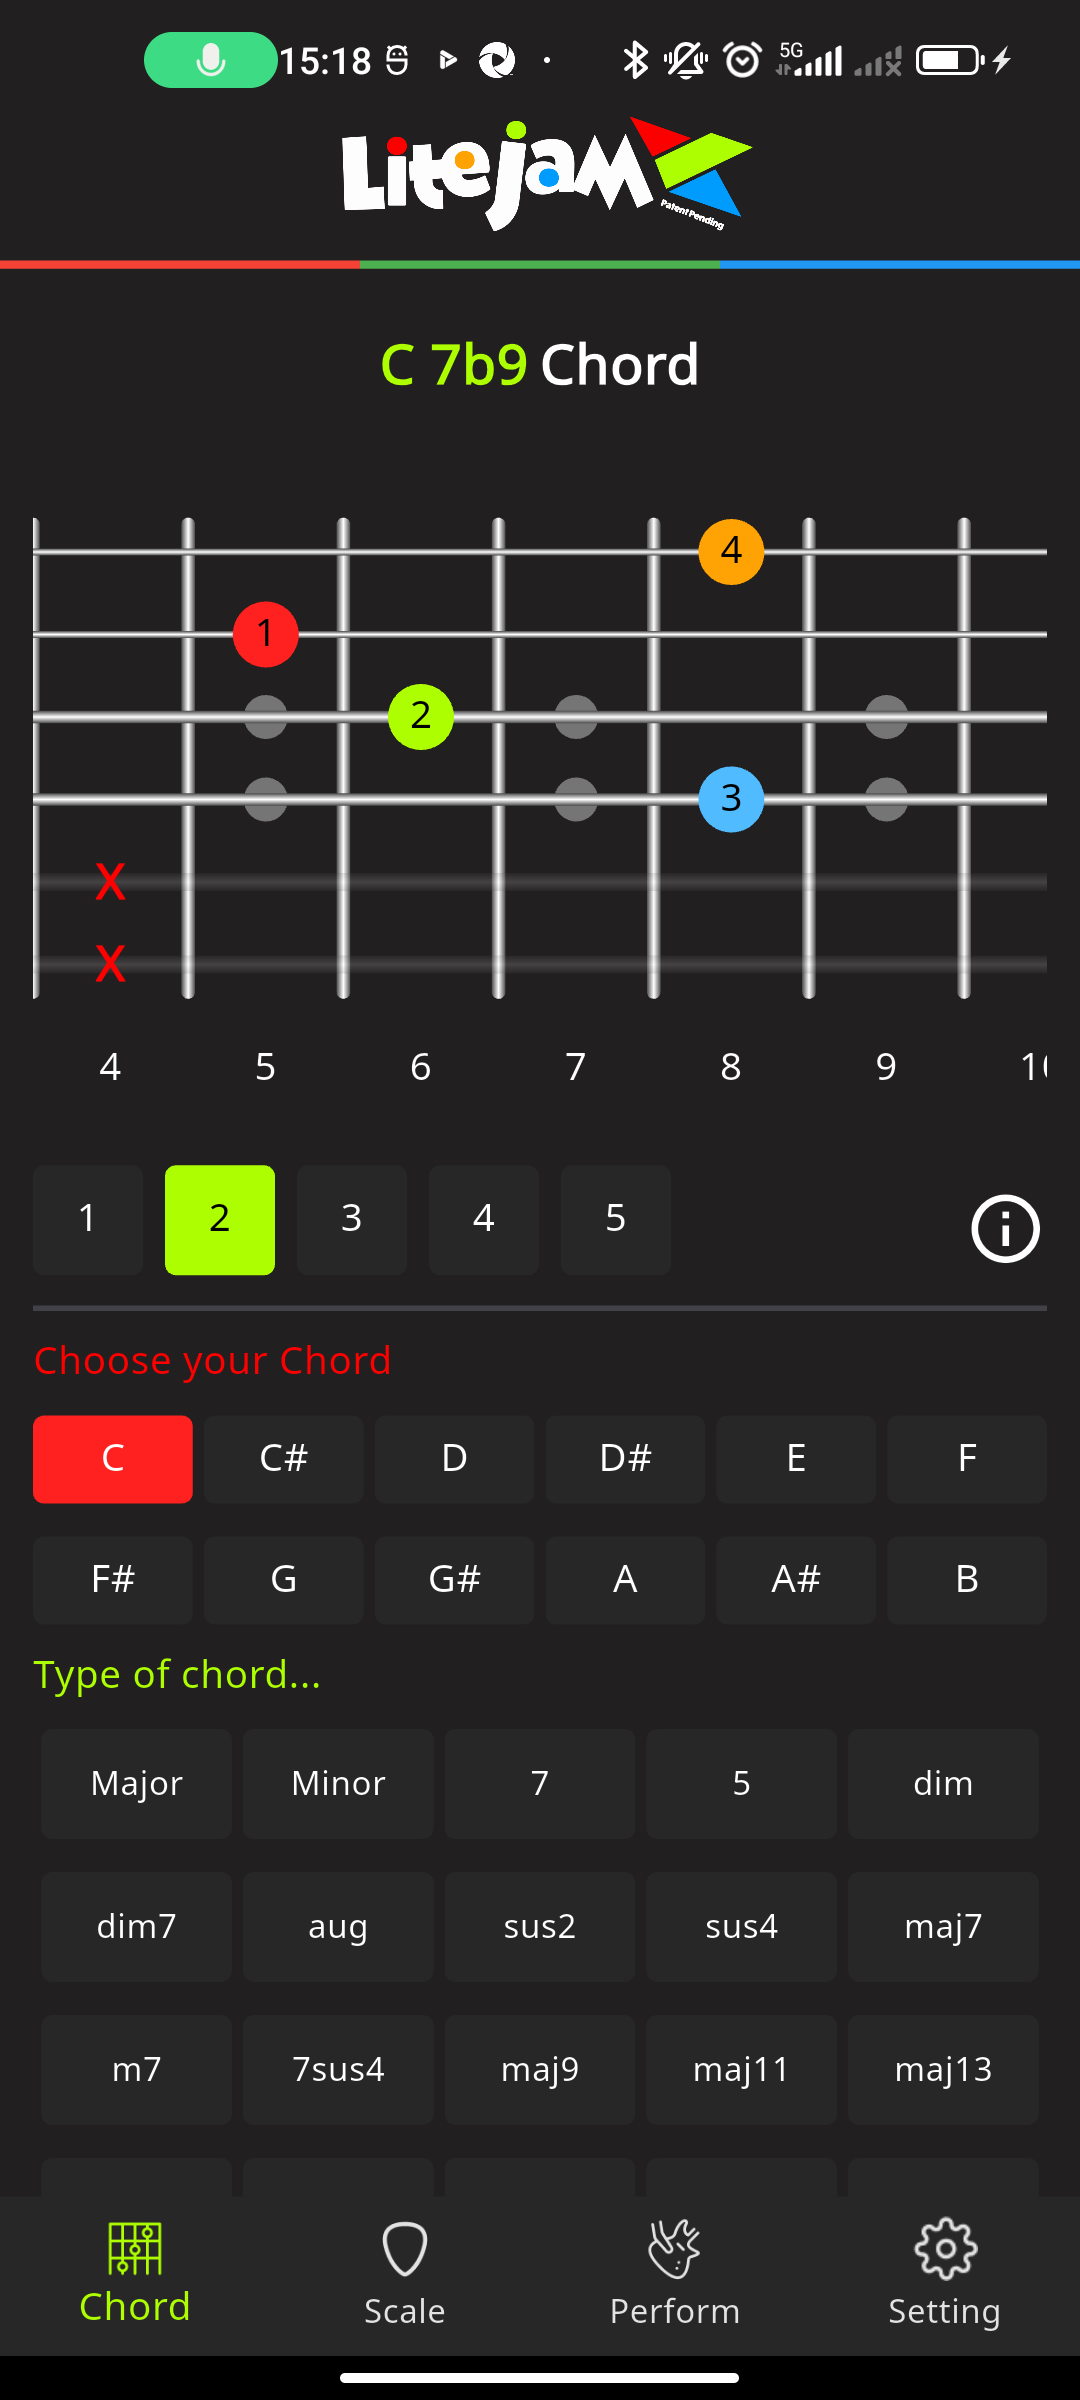 15:18
5G
Litejam
Patent Pending
C 7b9 Chord
4
1
2
3
X
X
4 5 6 7 8 9
1 2 3 4 5
Choose your Chord
C C# D D# E F
F# G G# A A# B
Type of chord...
Major Minor 7 5 dim
dim7 aug sus2 sus4 maj7
m7 7sus4 maj9 maj11 maj13
Chord Scale Perform Setting